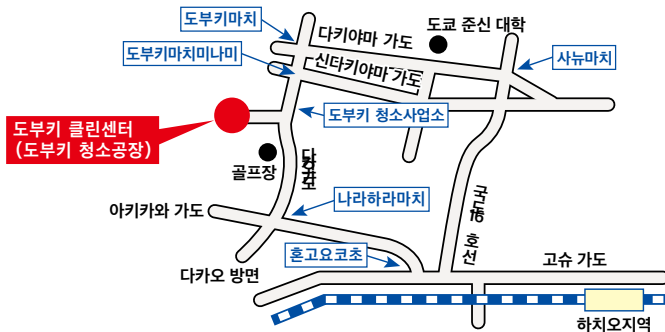 도부키마치
다키야마 가도
도쿄 준신 대학
도부키마치미나미
신다키야마 가도
사뉴마치
도부키 클린센터
(도부키 청소공장)
도부키 청소사업소
골프장
나라하라마치
국도16 호선
아키카와 가도
혼고요코초
다카오 방면
고슈 가도
하치오지역